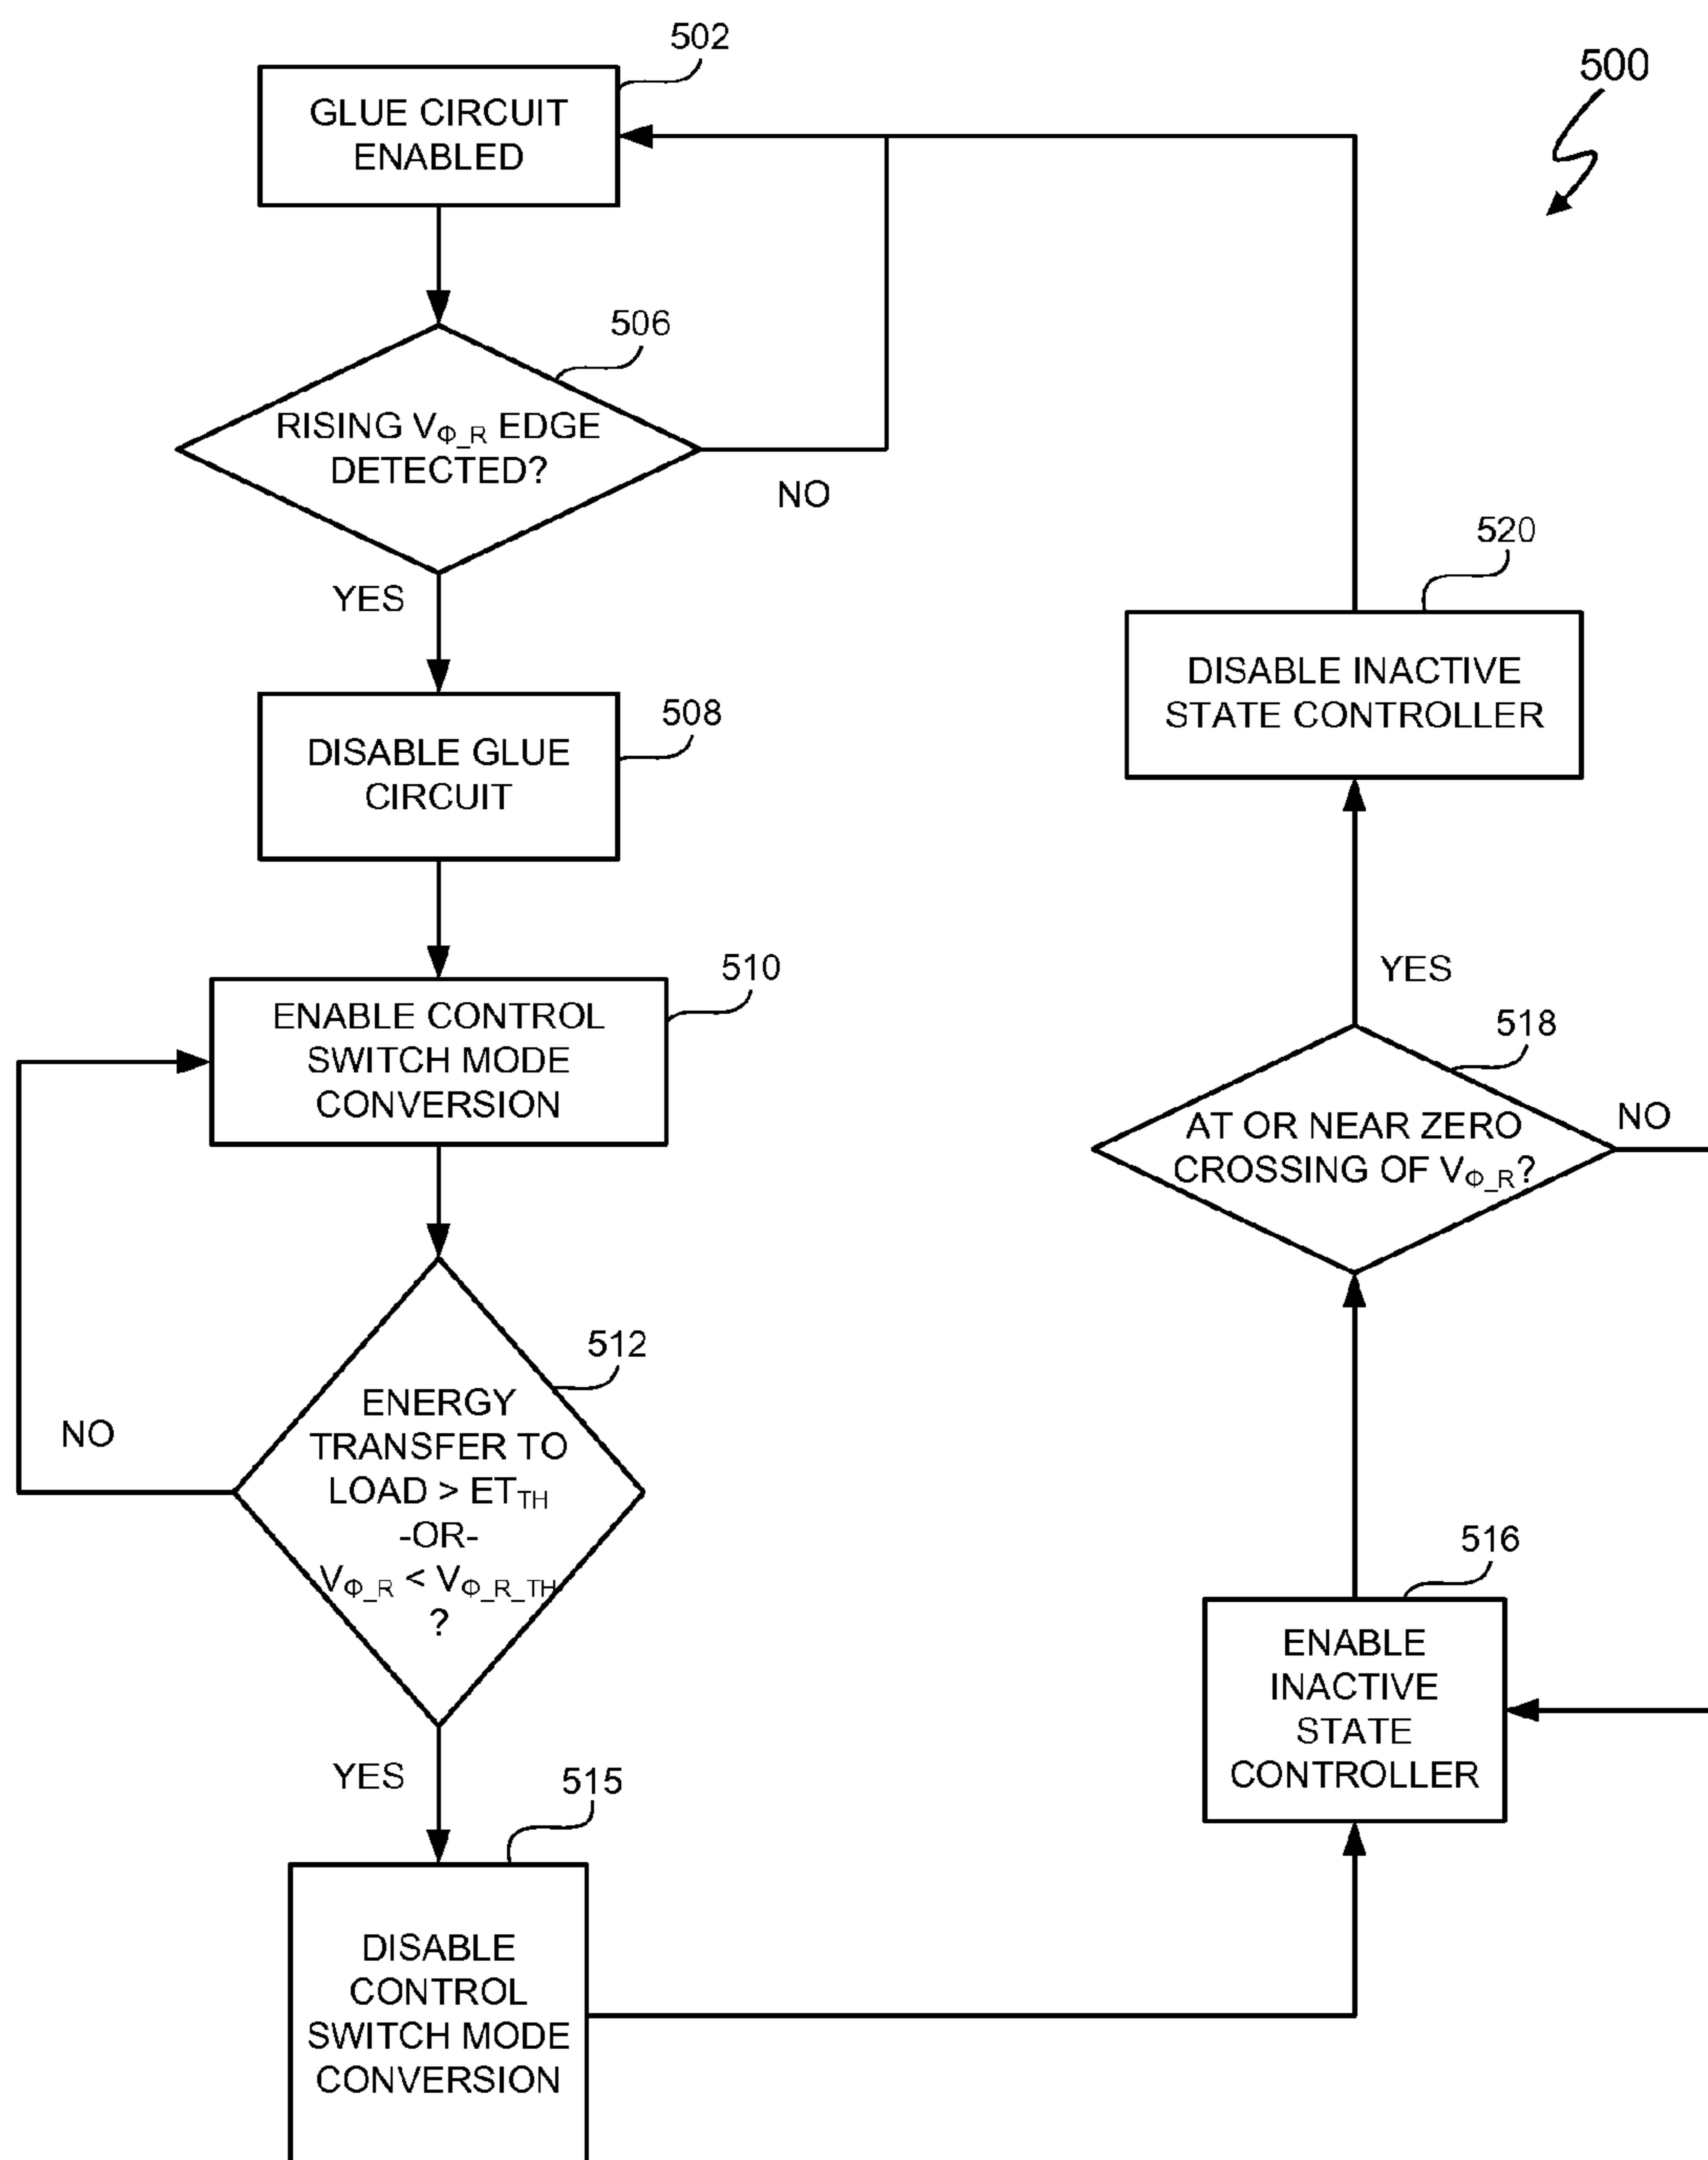 500
502
GLUE CIRCUIT
ENABLED
506
RISING VΦ_R EDGE
DETECTED?
NO
YES
508
DISABLE GLUE
CIRCUIT
510
ENABLE CONTROL
SWITCH MODE
CONVERSION
512
ENERGY
TRANSFER TO
LOAD > ETTH
-OR-
VΦ_R < VΦ_R_TH
?
NO
YES
515
DISABLE
CONTROL
SWITCH MODE
CONVERSION
516
ENABLE
INACTIVE
STATE
CONTROLLER
518
AT OR NEAR ZERO
CROSSING OF VΦ_R?
NO
YES
520
DISABLE INACTIVE
STATE CONTROLLER